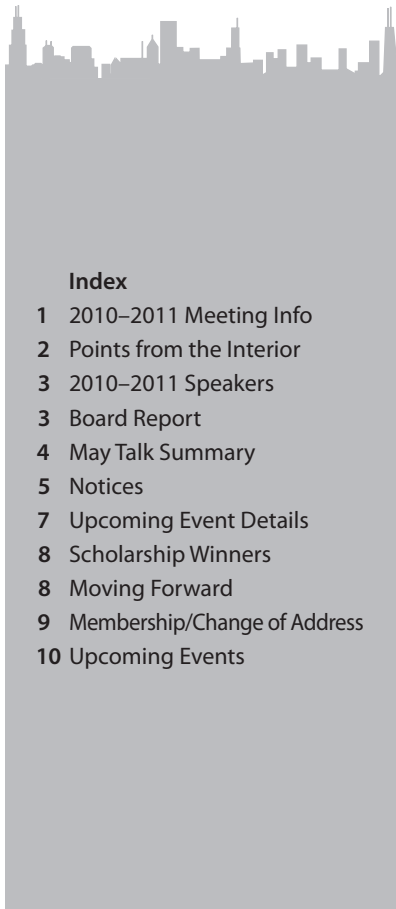 Index
1 2010–2011 Meeting Info
2 Points from the Interior
3 2010–2011 Speakers
3 Board Report
4 May Talk Summary
5 Notices
7 Upcoming Event Details
8 Scholarship Winners
8 Moving Forward
9 Membership/Change of Address
10 Upcoming Events